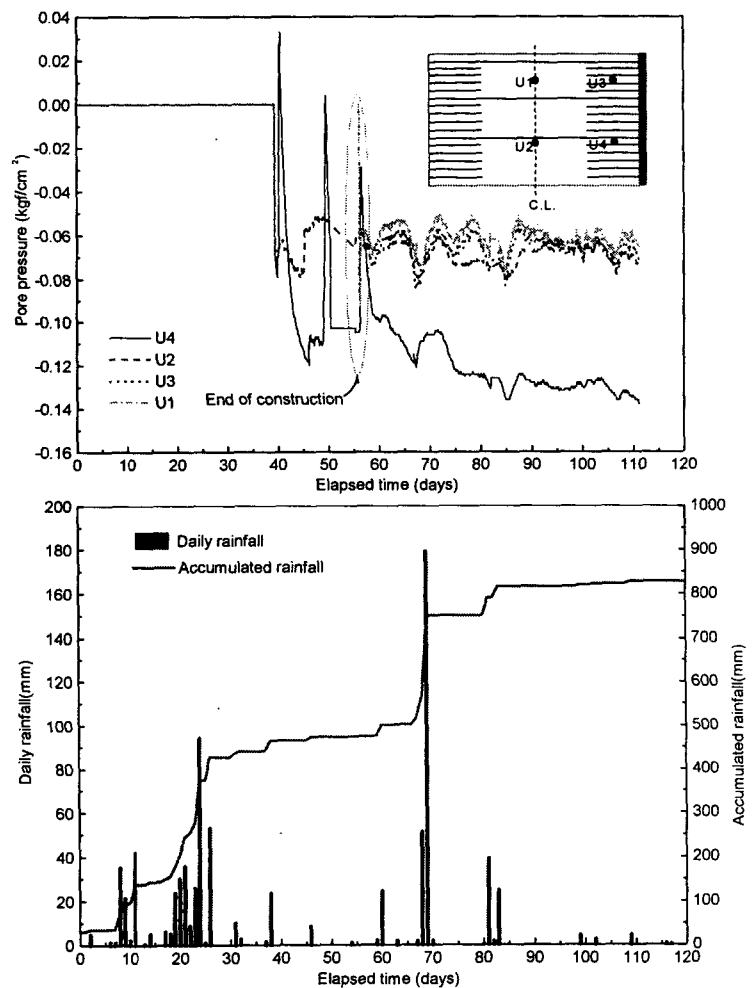 0.04
0.02
0.00
-0.02
-0.04
-0.06
-0.08
-0.10
-0.12
-0.14
-0.16
Pore pressure (kgf/cm²)
U1
U3
U2
U4
C.L.
U4
U2
U3
U1
End of construction
0 10 20 30 40 50 60 70 80 90 100 110 120
Elapsed time (days)
200
180
160
140
120
100
80
60
40
20
0
Daily rainfall(mm)
Daily rainfall
Accumulated rainfall
1000
900
800
700
600
500
400
300
200
100
0
Accumulated rainfall(mm)
0 10 20 30 40 50 60 70 80 90 100 110 120
Elapsed time (days)